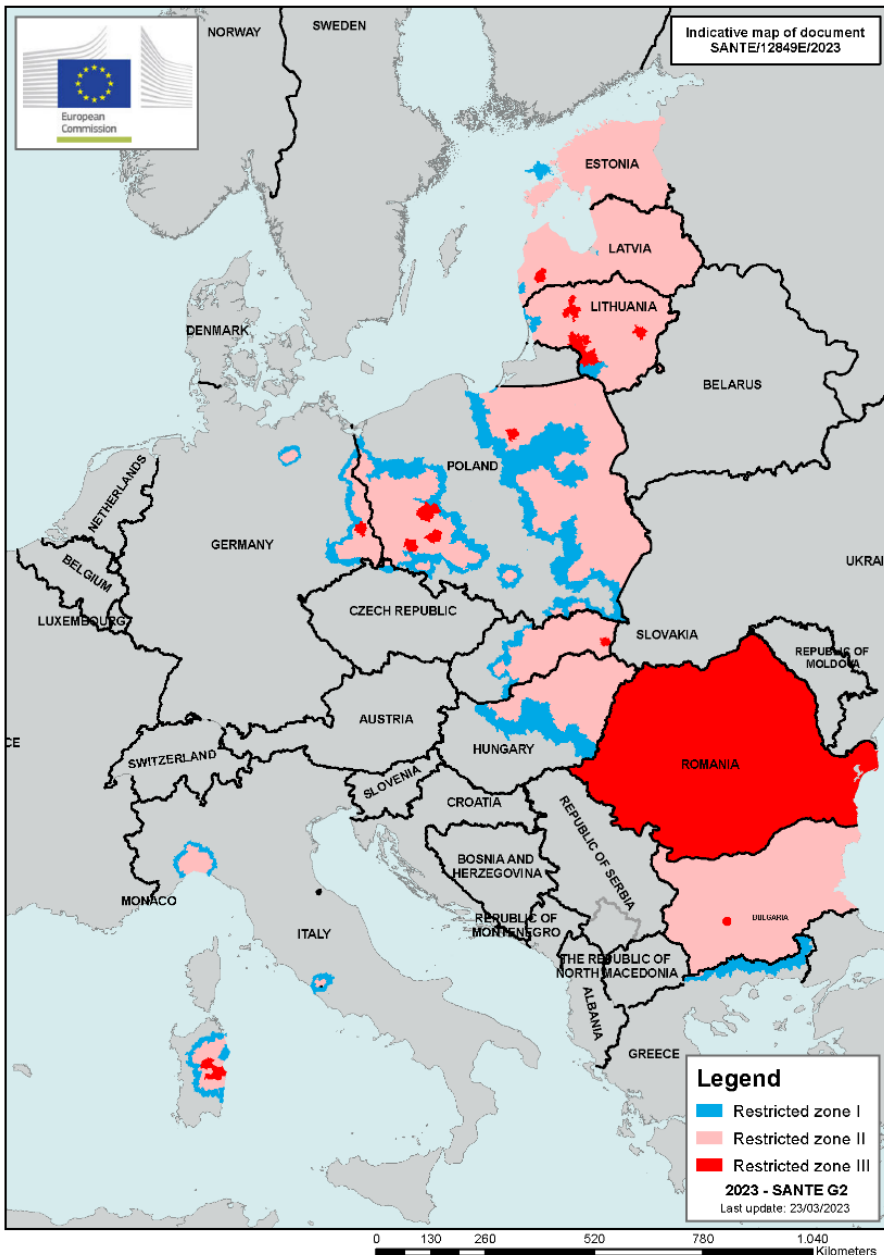 NORWAY
SWEDEN
Indicative map of document
SANTE/12849E/2023
European
Commission
ESTONIA
LATVIA
LITHUANIA
DENMARK
BELARUS
NETHERLANDS
POLAND
GERMANY
BELGIUM
UKRAI
LUXEMBOURG
CZECH REPUBLIC
SLOVAKIA
REPUBLIC OF
MOLDOVA
AUSTRIA
CE
HUNGARY
SWITZERLAND
ROMANIA
SLOVENIA
CROATIA
REPUBLIC OF SERBIA
BOSNIA AND
HERZEGOVINA
MONACO
BULGARIA
ITALY
REPUBLIC OF
MONTENEGRO
THE REPUBLIC OF
NORTH MACEDONIA
ALBANIA
GREECE
Legend
Restricted zone I
Restricted zone II
Restricted zone III
2023 - SANTE G2
Last update: 23/03/2023
0 130 260 520 780 1.040
Kilometers